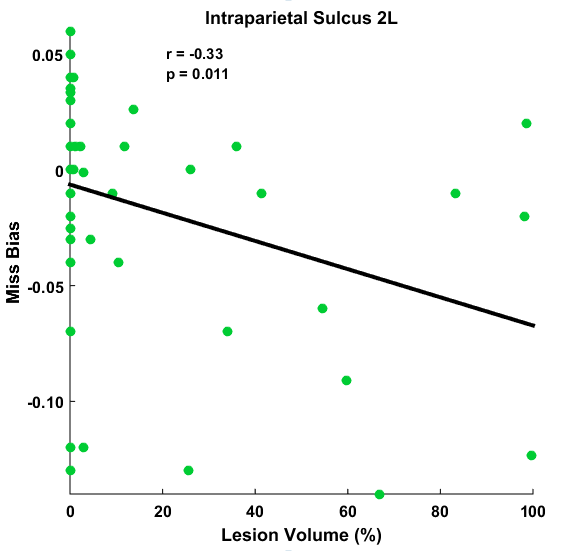 Intraparietal Sulcus 2L
r = -0.33
p = 0.011
0.05
0
-0.05
-0.10
Miss Bias
0 20 40 60 80 100
Lesion Volume (%)